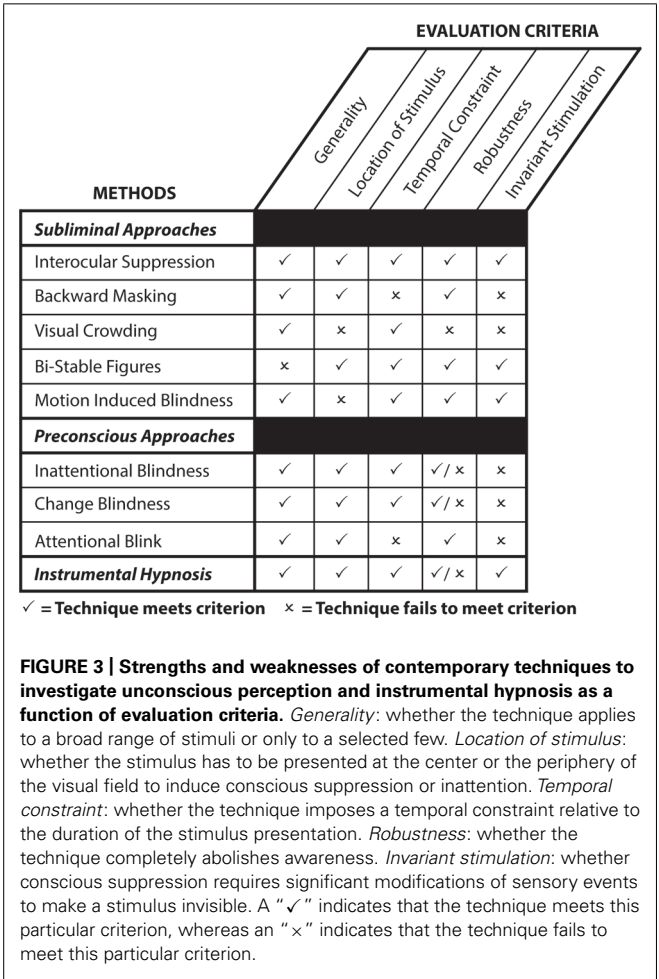 EVALUATION CRITERIA
Generality
Location of Stimulus
Temporal Constraint
Robustness
Invariant Stimulation
METHODS
Subliminal Approaches
Interocular Suppression ✓ ✓ ✓ ✓ ✓
Backward Masking ✓ ✓ × ✓ ×
Visual Crowding ✓ × ✓ × ×
Bi-Stable Figures × ✓ ✓ ✓ ✓
Motion Induced Blindness ✓ × ✓ ✓ ✓
Preconscious Approaches
Inattentional Blindness ✓ ✓ ✓ ✓/× ×
Change Blindness ✓ ✓ ✓ ✓/× ×
Attentional Blink ✓ ✓ × ✓ ×
Instrumental Hypnosis ✓ ✓ ✓ ✓/× ✓
✓ = Technique meets criterion × = Technique fails to meet criterion
FIGURE 3 | Strengths and weaknesses of contemporary techniques to
investigate unconscious perception and instrumental hypnosis as a
function of evaluation criteria. Generality: whether the technique applies
to a broad range of stimuli or only to a selected few. Location of stimulus:
whether the stimulus has to be presented at the center or the periphery of
the visual field to induce conscious suppression or inattention. Temporal
constraint: whether the technique imposes a temporal constraint relative to
the duration of the stimulus presentation. Robustness: whether the
technique completely abolishes awareness. Invariant stimulation: whether
conscious suppression requires significant modifications of sensory events
to make a stimulus invisible. A “✓” indicates that the technique meets this
particular criterion, whereas an “×” indicates that the technique fails to
meet this particular criterion.